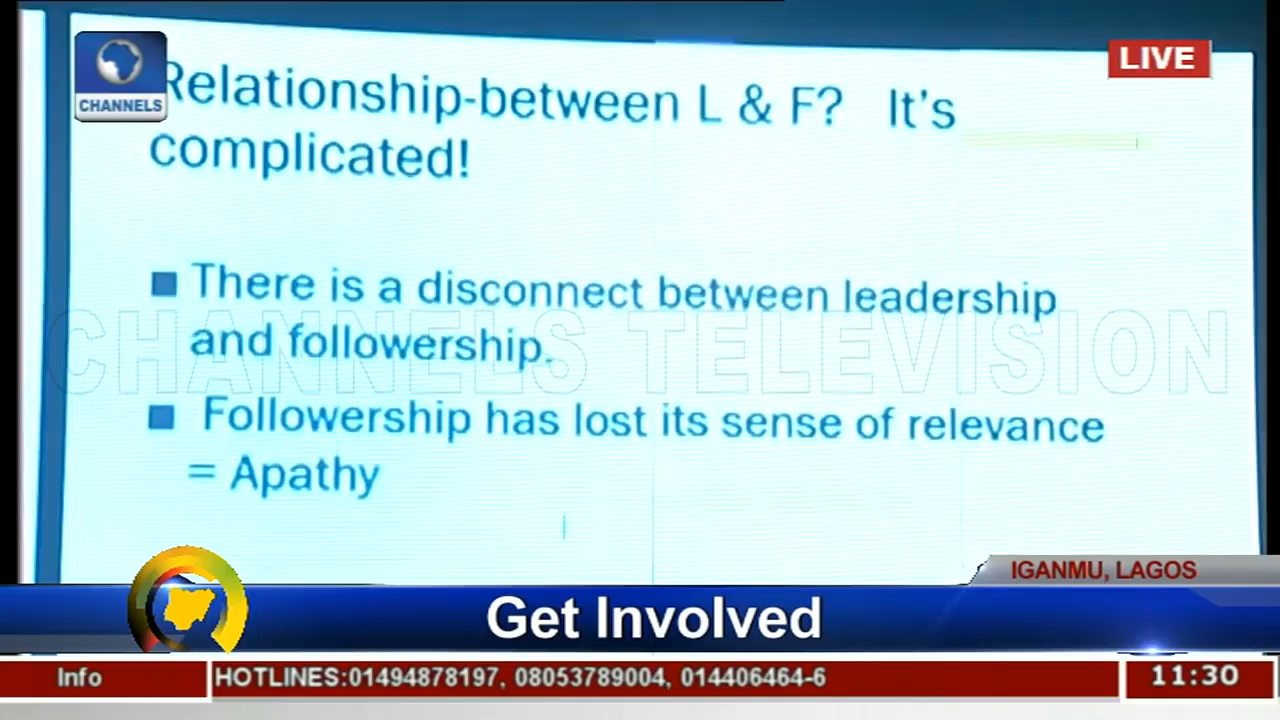 CHANNELS
LIVE
Relationship-between L & F? It's
complicated!
There is a disconnect between leadership
and followership.
Followership has lost its sense of relevance
= Apathy
CHANNELS TELEVISION
IGANMU, LAGOS
Get Involved
Info
HOTLINES:01494878197, 08053789004, 014406464-6
11:30